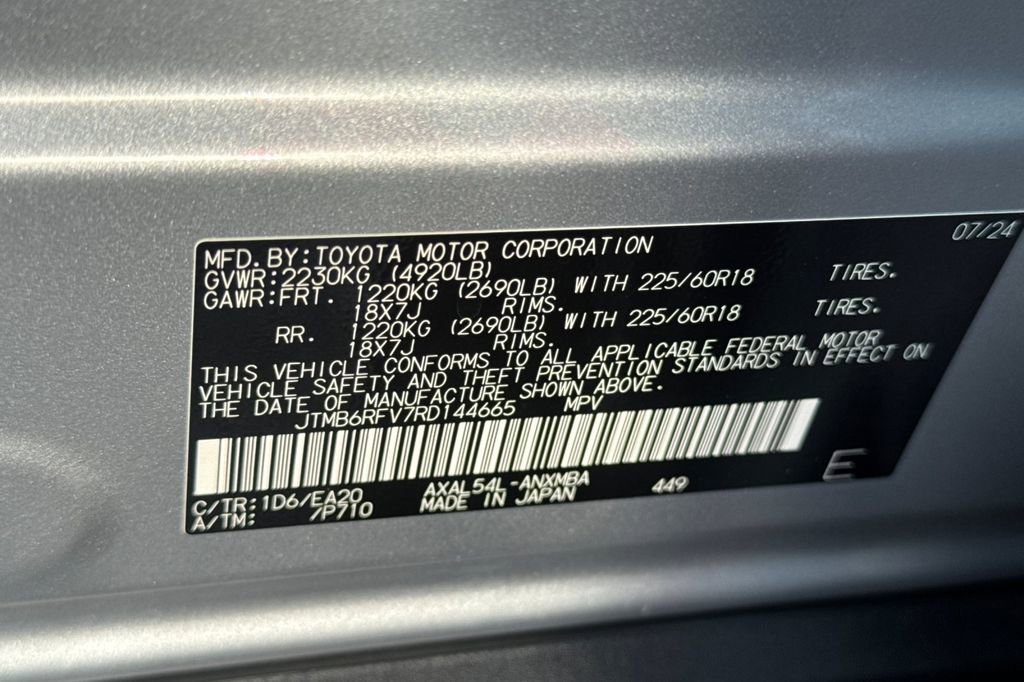 07/24
MFD.BY:TOYOTA MOTOR CORPORATION
GVWR:2230KG (4920LB)
GAWR:FRT. 1220KG (2690LB) WITH 225/60R18 TIRES.
18X7J RIMS.
RR. 1220KG (2690LB) WITH 225/60R18 TIRES.
18X7J RIMS.
THIS VEHICLE CONFORMS TO ALL APPLICABLE FEDERAL MOTOR
VEHICLE SAFETY AND THEFT PREVENTION STANDARDS IN EFFECT ON
THE DATE OF MANUFACTURE SHOWN ABOVE.
JTMB6RFV7RD144665 MPV
C/TR:1D6/EA20 AXAL54L-ANXMBA 449 E
A/TM: /P710 MADE IN JAPAN